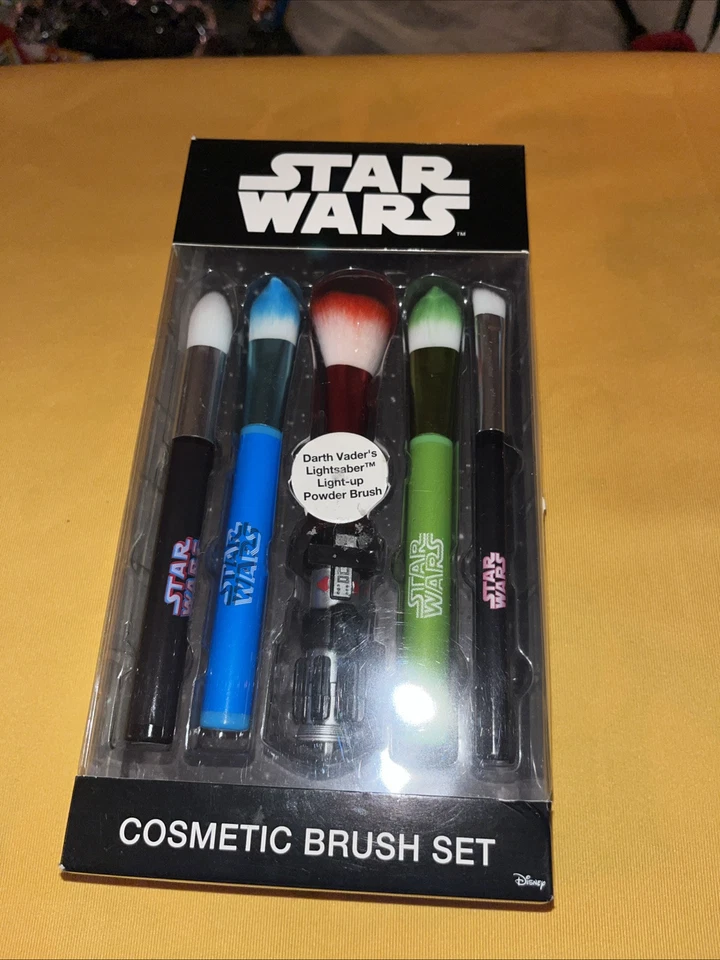 STAR
WARS™
Darth Vader's
Lightsaber™
Light-up
Powder Brush
STAR
WARS
STAR
WARS
STAR
WARS
STAR
WARS
COSMETIC BRUSH SET
Disney